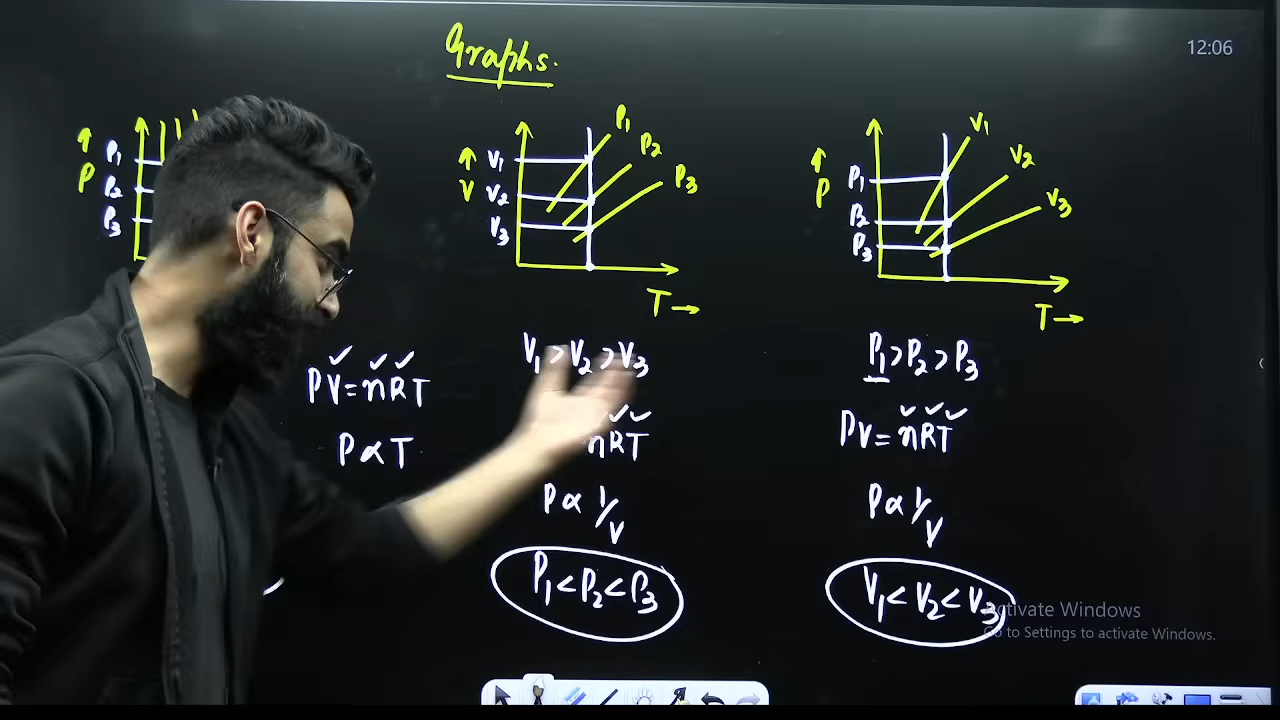 Graphs.
12:06
P
P₁
P₂
P₃
V
V₁
V₂
V₃
P₁
P₂
P₃
T→
P
P₁
P₂
P₃
V₁
V₂
V₃
T→
PV=nRT
P∝T
V₁>V₂>V₃
nRT
P∝1/V
P₁<P₂<P₃
P₁>P₂>P₃
PV=nRT
P∝1/V
V₁<V₂<V₃
Activate Windows
Go to Settings to activate Windows.